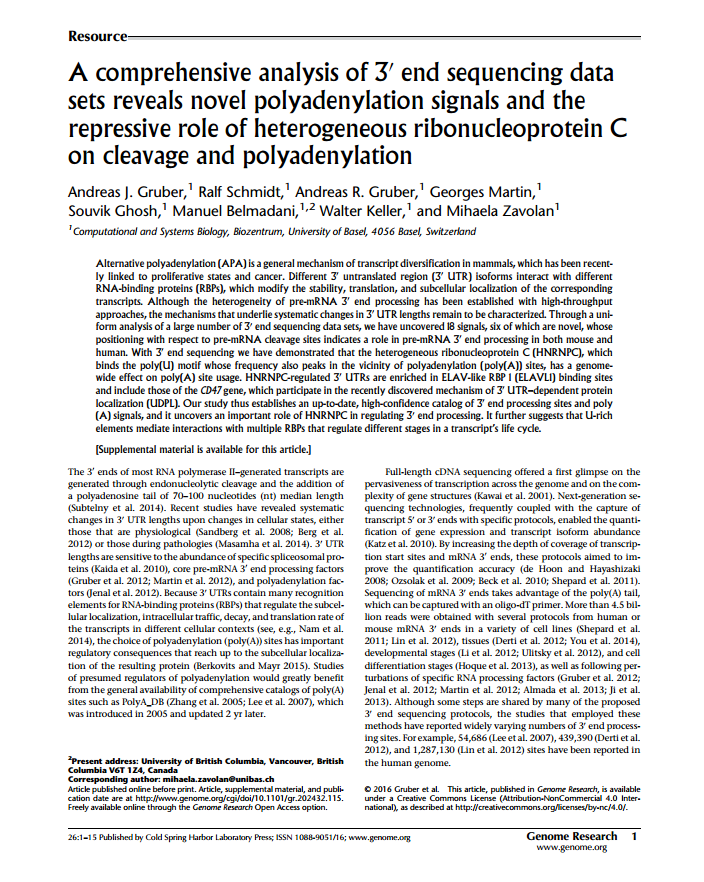 Resource
A comprehensive analysis of 3′ end sequencing data
sets reveals novel polyadenylation signals and the
repressive role of heterogeneous ribonucleoprotein C
on cleavage and polyadenylation
Andreas J. Gruber,1 Ralf Schmidt,1 Andreas R. Gruber,1 Georges Martin,1
Souvik Ghosh,1 Manuel Belmadani,1,2 Walter Keller,1 and Mihaela Zavolan1
1Computational and Systems Biology, Biozentrum, University of Basel, 4056 Basel, Switzerland
Alternative polyadenylation (APA) is a general mechanism of transcript diversification in mammals, which has been recent-
ly linked to proliferative states and cancer. Different 3′ untranslated region (3′ UTR) isoforms interact with different
RNA-binding proteins (RBPs), which modify the stability, translation, and subcellular localization of the corresponding
transcripts. Although the heterogeneity of pre-mRNA 3′ end processing has been established with high-throughput
approaches, the mechanisms that underlie systematic changes in 3′ UTR lengths remain to be characterized. Through a uni-
form analysis of a large number of 3′ end sequencing data sets, we have uncovered 18 signals, six of which are novel, whose
positioning with respect to pre-mRNA cleavage sites indicates a role in pre-mRNA 3′ end processing in both mouse and
human. With 3′ end sequencing we have demonstrated that the heterogeneous ribonucleoprotein C (HNRNPC), which
binds the poly(U) motif whose frequency also peaks in the vicinity of polyadenylation (poly(A)) sites, has a genome-
wide effect on poly(A) site usage. HNRNPC-regulated 3′ UTRs are enriched in ELAV-like RBP 1 (ELAVL1) binding sites
and include those of the CD47 gene, which participate in the recently discovered mechanism of 3′ UTR–dependent protein
localization (UDPL). Our study thus establishes an up-to-date, high-confidence catalog of 3′ end processing sites and poly
(A) signals, and it uncovers an important role of HNRNPC in regulating 3′ end processing. It further suggests that U-rich
elements mediate interactions with multiple RBPs that regulate different stages in a transcript's life cycle.
[Supplemental material is available for this article.]
The 3′ ends of most RNA polymerase II–generated transcripts are
generated through endonucleolytic cleavage and the addition of
a polyadenosine tail of 70–100 nucleotides (nt) median length
(Subtelny et al. 2014). Recent studies have revealed systematic
changes in 3′ UTR lengths upon changes in cellular states, either
those that are physiological (Sandberg et al. 2008; Berg et al.
2012) or those during pathologies (Masamha et al. 2014). 3′ UTR
lengths are sensitive to the abundance of specific spliceosomal pro-
teins (Kaida et al. 2010), core pre-mRNA 3′ end processing factors
(Gruber et al. 2012; Martin et al. 2012), and polyadenylation fac-
tors (Jenal et al. 2012). Because 3′ UTRs contain many recognition
elements for RNA-binding proteins (RBPs) that regulate the subcel-
lular localization, intracellular traffic, decay, and translation rate of
the transcripts in different cellular contexts (see, e.g., Nam et al.
2014), the choice of polyadenylation (poly(A)) sites has important
regulatory consequences that reach up to the subcellular localiza-
tion of the resulting protein (Berkovits and Mayr 2015). Studies
of presumed regulators of polyadenylation would greatly benefit
from the general availability of comprehensive catalogs of poly(A)
sites such as PolyA_DB (Zhang et al. 2005; Lee et al. 2007), which
was introduced in 2005 and updated 2 yr later.
Full-length cDNA sequencing offered a first glimpse on the
pervasiveness of transcription across the genome and on the com-
plexity of gene structures (Kawai et al. 2001). Next-generation se-
quencing technologies, frequently coupled with the capture of
transcript 5′ or 3′ ends with specific protocols, enabled the quanti-
fication of gene expression and transcript isoform abundance
(Katz et al. 2010). By increasing the depth of coverage of transcrip-
tion start sites and mRNA 3′ ends, these protocols aimed to im-
prove the quantification accuracy (de Hoon and Hayashizaki
2008; Ozsolak et al. 2009; Beck et al. 2010; Shepard et al. 2011).
Sequencing of mRNA 3′ ends takes advantage of the poly(A) tail,
which can be captured with an oligo-dT primer. More than 4.5 bil-
lion reads were obtained with several protocols from human or
mouse mRNA 3′ ends in a variety of cell lines (Shepard et al.
2011; Lin et al. 2012), tissues (Derti et al. 2012; You et al. 2014),
developmental stages (Li et al. 2012; Ulitsky et al. 2012), and cell
differentiation stages (Hoque et al. 2013), as well as following per-
turbations of specific RNA processing factors (Gruber et al. 2012;
Jenal et al. 2012; Martin et al. 2012; Almada et al. 2013; Ji et al.
2013). Although some steps are shared by many of the proposed
3′ end sequencing protocols, the studies that employed these
methods have reported widely varying numbers of 3′ end process-
ing sites. For example, 54,686 (Lee et al. 2007), 439,390 (Derti et al.
2012), and 1,287,130 (Lin et al. 2012) sites have been reported in
the human genome.
2Present address: University of British Columbia, Vancouver, British
Columbia V6T 1Z4, Canada
Corresponding author: mihaela.zavolan@unibas.ch
Article published online before print. Article, supplemental material, and publi-
cation date are at http://www.genome.org/cgi/doi/10.1101/gr.202432.115.
Freely available online through the Genome Research Open Access option.
© 2016 Gruber et al. This article, published in Genome Research, is available
under a Creative Commons License (Attribution-NonCommercial 4.0 Inter-
national), as described at http://creativecommons.org/licenses/by-nc/4.0/.
26:1–15 Published by Cold Spring Harbor Laboratory Press; ISSN 1088-9051/16; www.genome.org
Genome Research 1
www.genome.org